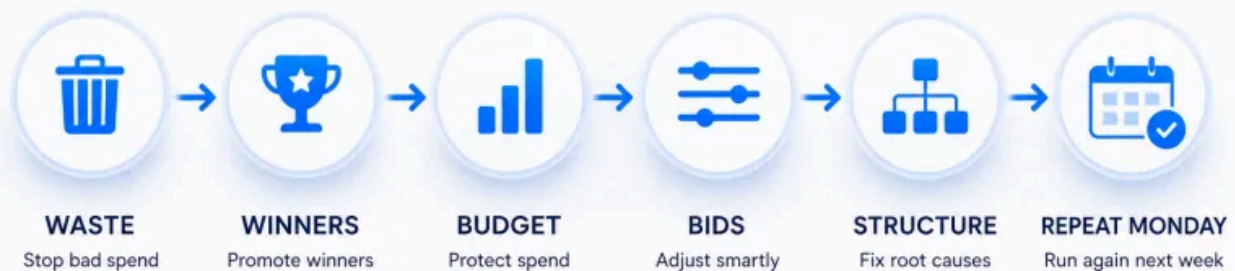 WASTE
Stop bad spend
WINNERS
Promote winners
BUDGET
Protect spend
BIDS
Adjust smartly
STRUCTURE
Fix root causes
REPEAT MONDAY
Run again next week